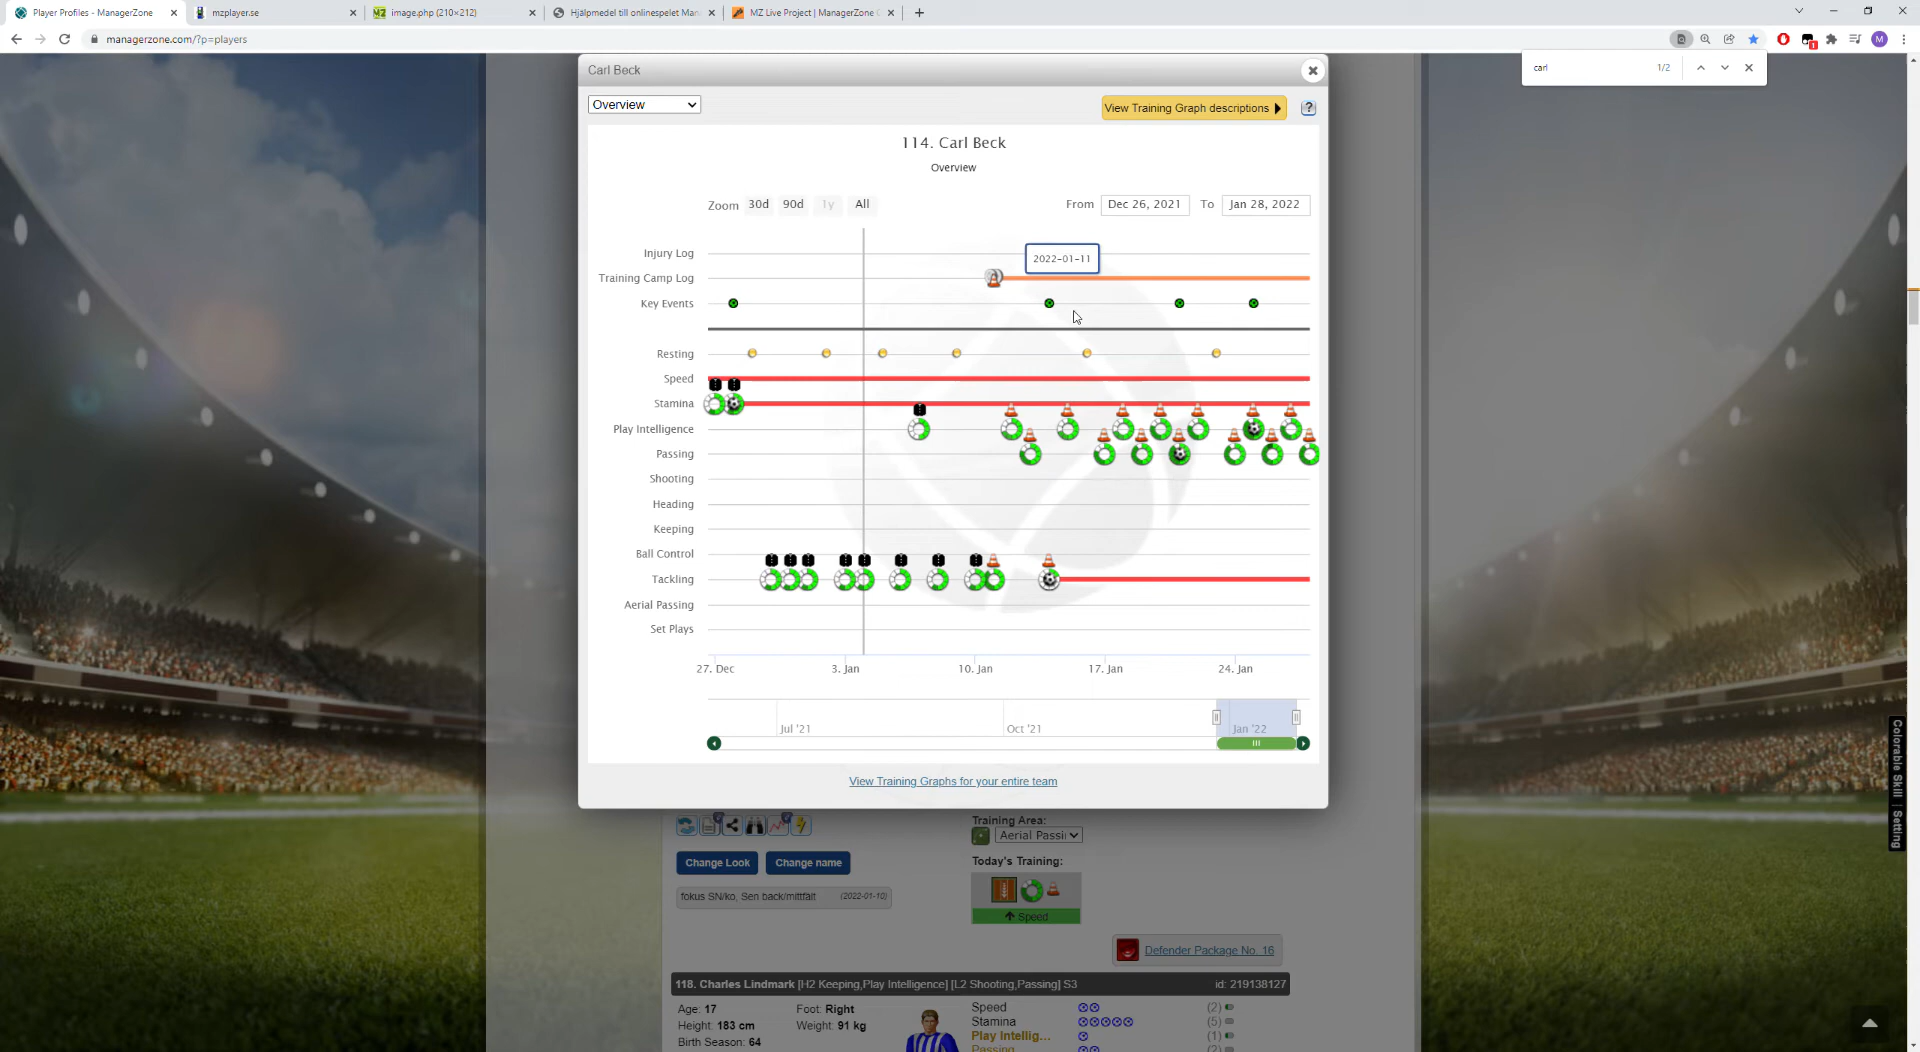 Player Profiles - ManagerZone
mzplayer.se
image.php (210×212)
Hjälpmedel till onlinespelet Man
MZ Live Project | ManagerZone
managerzone.com/?p=players
carl
1/2
Carl Beck
Overview
View Training Graph descriptions
?
114. Carl Beck
Overview
Zoom 30d 90d 1y All
From Dec 26, 2021 To Jan 28, 2022
Injury Log
2022-01-11
Training Camp Log
Key Events
Resting
Speed
Stamina
Play Intelligence
Passing
Shooting
Heading
Keeping
Ball Control
Tackling
Aerial Passing
Set Plays
27. Dec 3. Jan 10. Jan 17. Jan 24. Jan
Jul '21 Oct '21 Jan '22
View Training Graphs for your entire team
Colorable Skill | Setting
Training Area:
Aerial Passi
Change Look Change name
Today's Training:
fokus SN/ko, Sen back/mittfält (2022-01-10)
Speed
Defender Package No. 16
118. Charles Lindmark [H2 Keeping,Play Intelligence] [L2 Shooting,Passing] S3 id: 219138127
Age: 17 Foot: Right Speed (2)
Height: 183 cm Weight: 91 kg Stamina (5)
Birth Season: 64 Play Intellig... (1)
Passing (2)